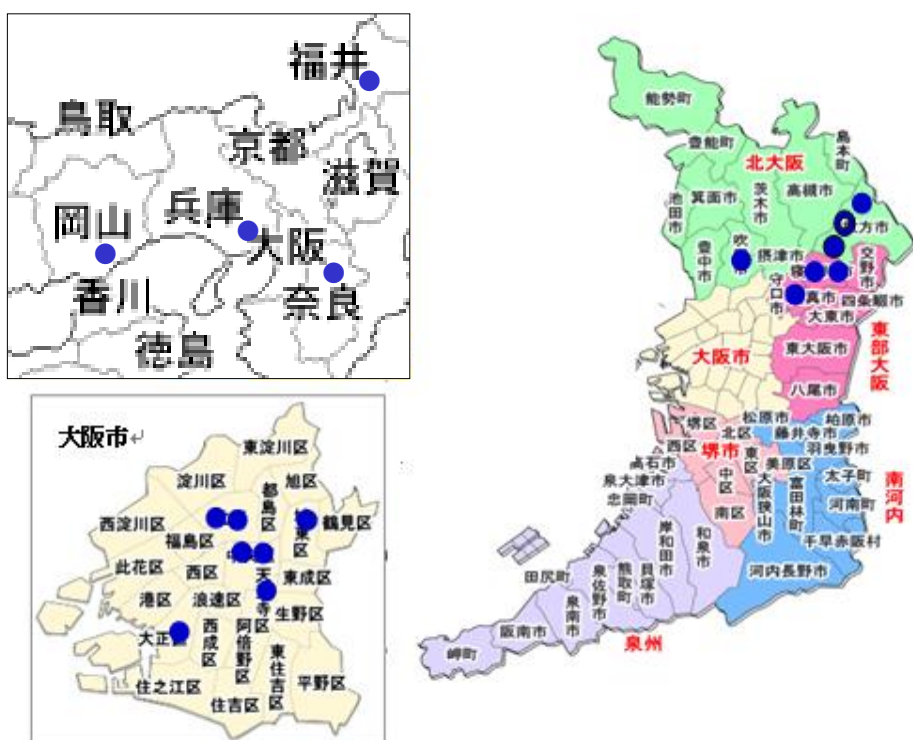 福井
鳥取
京都
滋賀
兵庫
岡山
大阪
奈良
香川
徳島
大阪市
東淀川区
淀川区
旭区
都島区
西淀川区
鶴見区
福島区
此花区
西区
東成区
港区
浪速区
生野区
大正
西成区
阿倍野区
東住吉区
平野区
住之江区
住吉区
能勢町
豊能町
島本町
北大阪
高槻市
茨木市
箕面市
池田市
豊中市
吹
摂津市
方市
交野市
寝
守口市
真市
四条畷市
大東市
東大阪市
東部大阪
大阪市
八尾市
松原市
柏原市
堺区
北区
藤井寺市
西区
堺市
羽曳野市
東区
美原区
高石市
太子町
泉大津市
中区
忠岡町
大阪狭山市
富田林町
河南町
南河内
南区
千早赤阪村
和泉市
岸和田市
河内長野市
貝塚市
熊取町
泉佐野市
田尻町
泉南市
阪南市
泉州
岬町